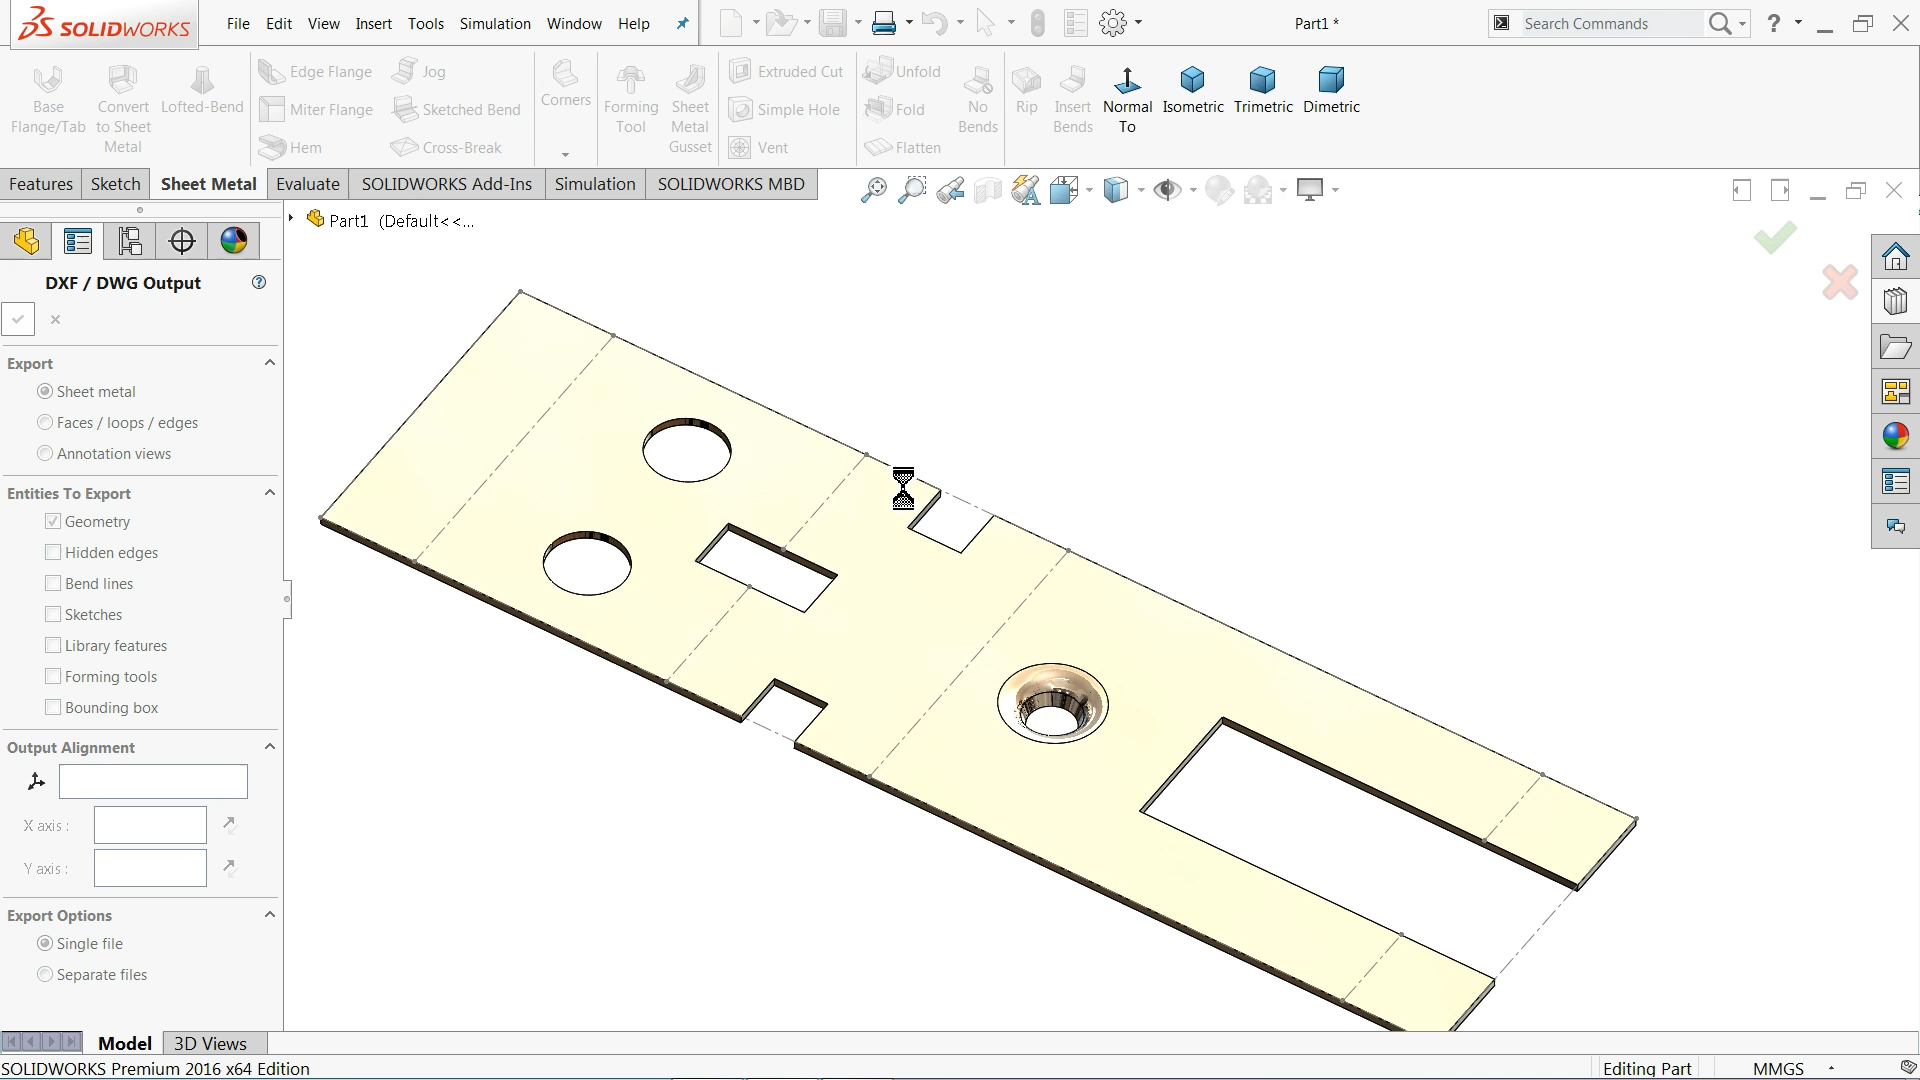 SOLIDWORKS File Edit View Insert Tools Simulation Window Help Part1 * Search Commands ?
Base Flange/Tab
Convert to Sheet Metal
Lofted-Bend
Edge Flange
Miter Flange
Hem
Jog
Sketched Bend
Cross-Break
Corners
Forming Tool
Sheet Metal Gusset
Extruded Cut
Simple Hole
Vent
Unfold
Fold
Flatten
No Bends
Rip
Insert Bends
Normal To
Isometric
Trimetric
Dimetric
Features Sketch Sheet Metal Evaluate SOLIDWORKS Add-Ins Simulation SOLIDWORKS MBD
Part1 (Default<<...
DXF / DWG Output ?
Export
Sheet metal
Faces / loops / edges
Annotation views
Entities To Export
Geometry
Hidden edges
Bend lines
Sketches
Library features
Forming tools
Bounding box
Output Alignment
X axis :
Y axis :
Export Options
Single file
Separate files
Model 3D Views
SOLIDWORKS Premium 2016 x64 Edition Editing Part MMGS